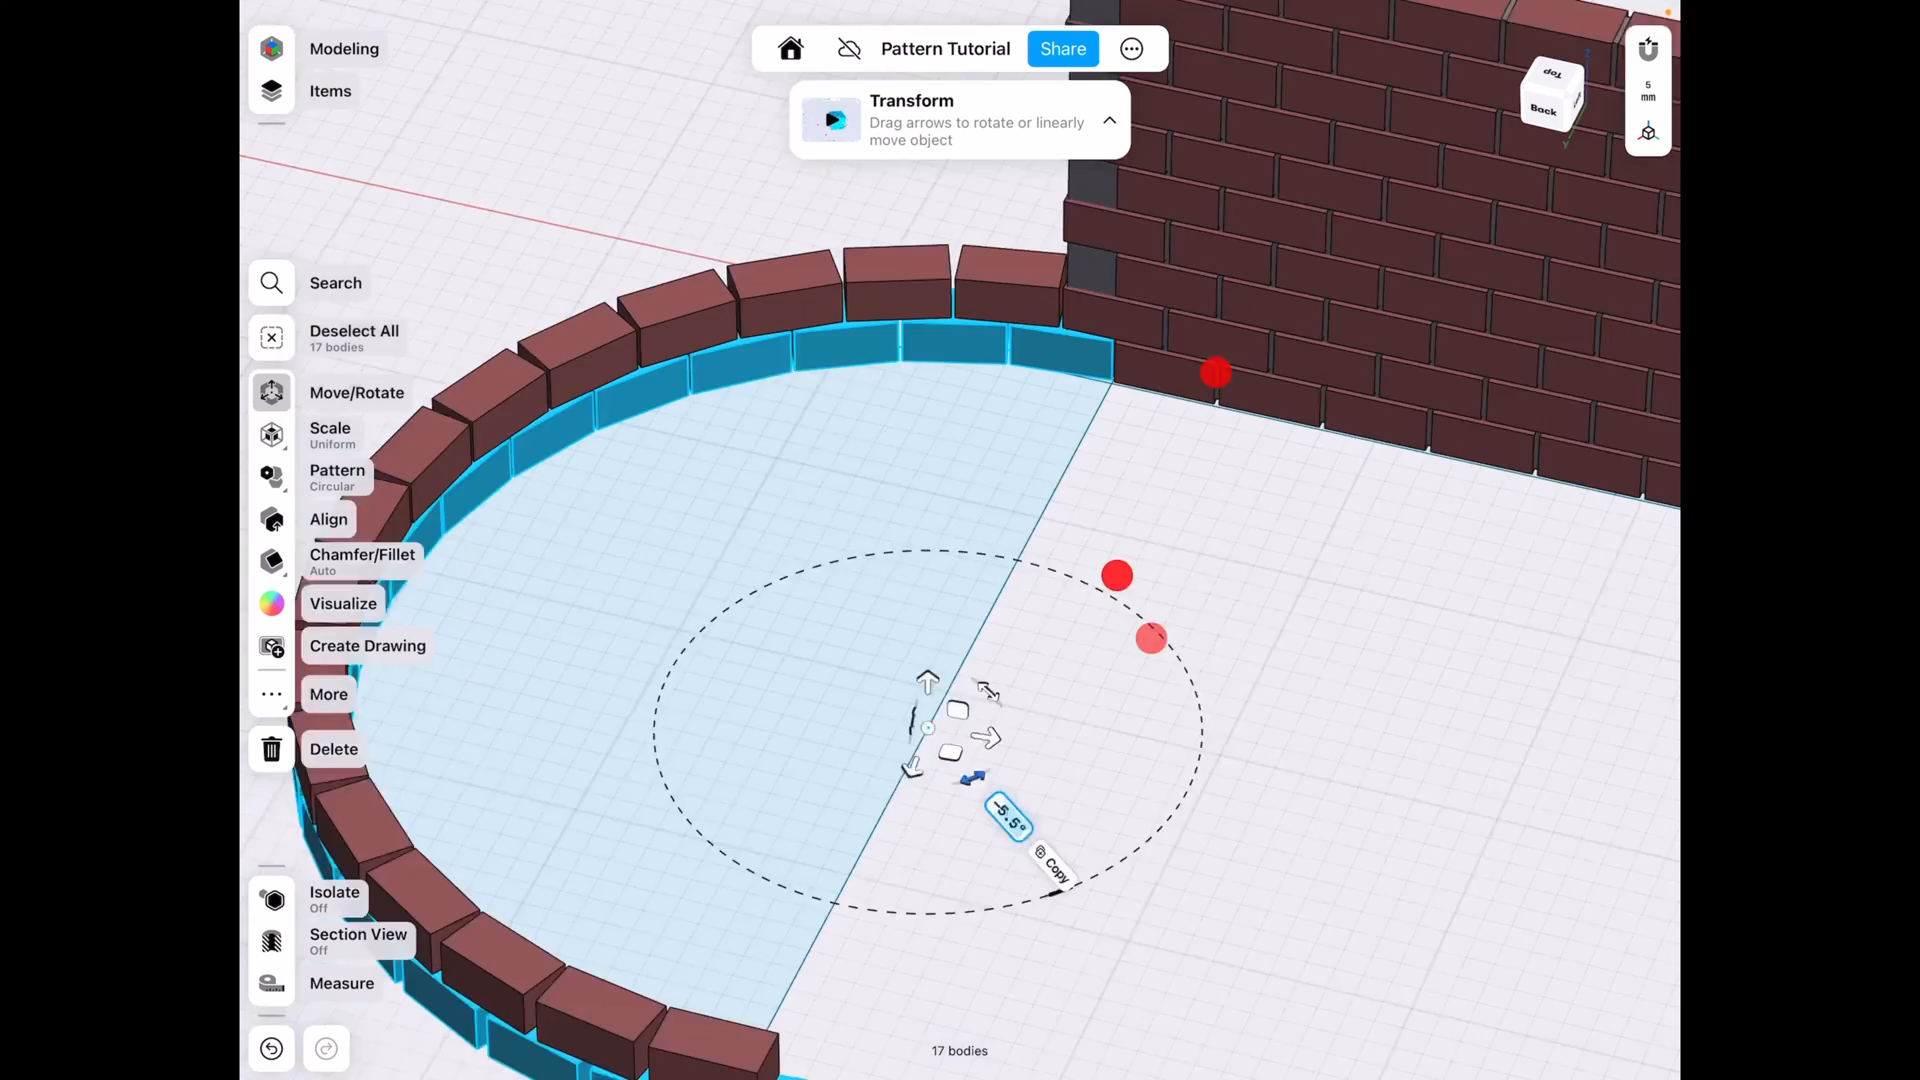 Modeling
Items
Pattern Tutorial
Share
Transform
Drag arrows to rotate or linearly
move object
Top
Back
Z
Y
5
mm
Search
Deselect All
17 bodies
Move/Rotate
Scale
Uniform
Pattern
Circular
Align
Chamfer/Fillet
Auto
Visualize
Create Drawing
More
Delete
-5.5°
Copy
Isolate
Off
Section View
Off
Measure
17 bodies